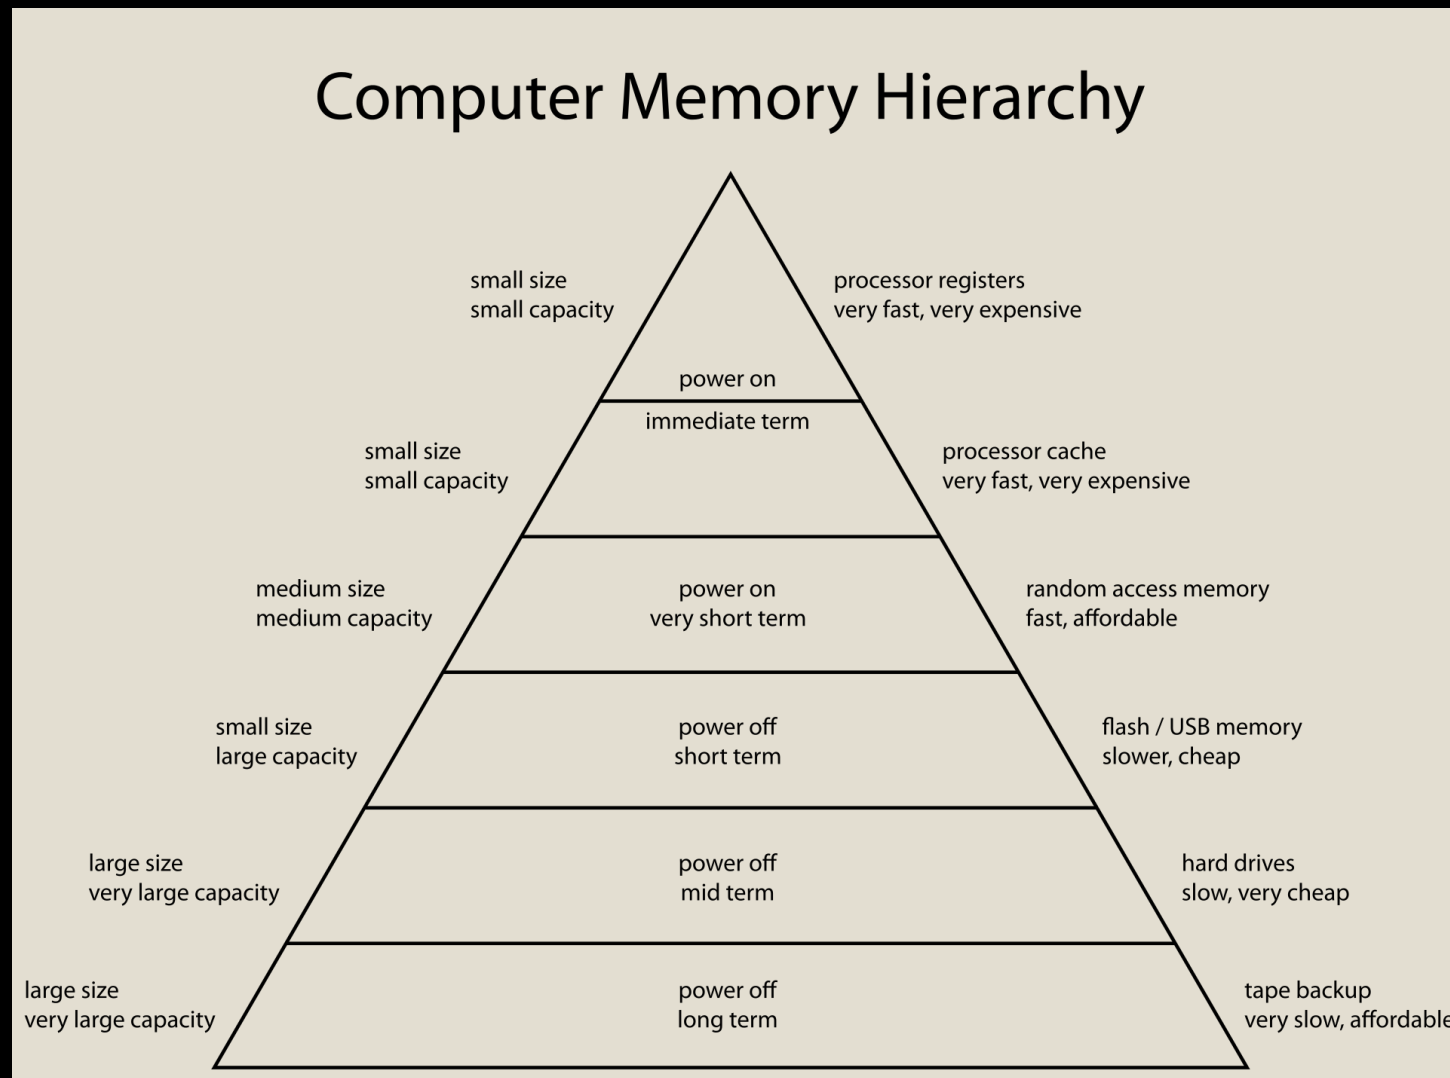 Computer Memory Hierarchy
small size
small capacity
processor registers
very fast, very expensive
power on
immediate term
small size
small capacity
processor cache
very fast, very expensive
medium size
medium capacity
power on
very short term
random access memory
fast, affordable
small size
large capacity
power off
short term
flash / USB memory
slower, cheap
large size
very large capacity
power off
mid term
hard drives
slow, very cheap
large size
very large capacity
power off
long term
tape backup
very slow, affordable